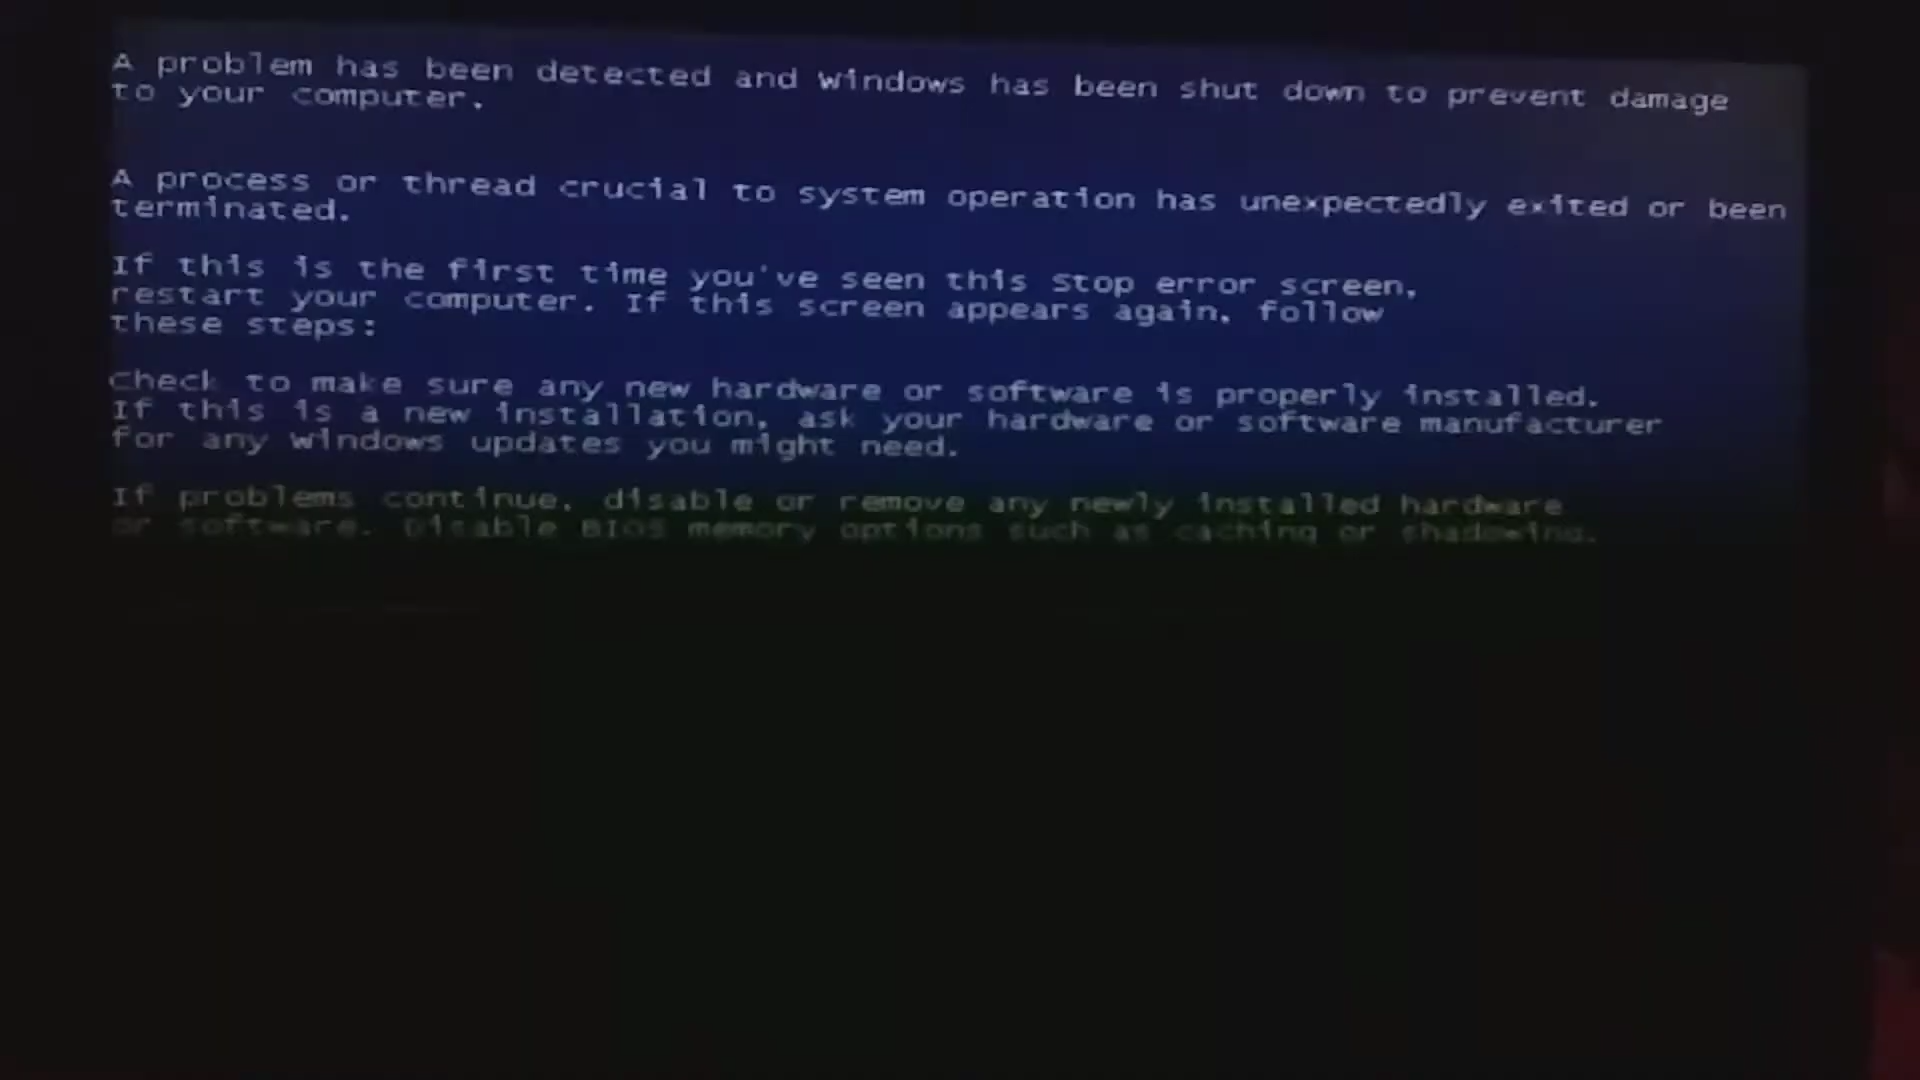 A problem has been detected and Windows has been shut down to prevent damage
to your computer.
A process or thread crucial to system operation has unexpectedly exited or been
terminated.
If this is the first time you've seen this Stop error screen,
restart your computer. If this screen appears again, follow
these steps:
Check to make sure any new hardware or software is properly installed.
If this is a new installation, ask your hardware or software manufacturer
for any Windows updates you might need.
If problems continue, disable or remove any newly installed hardware
or software. Disable BIOS memory options such as caching or shadowing.